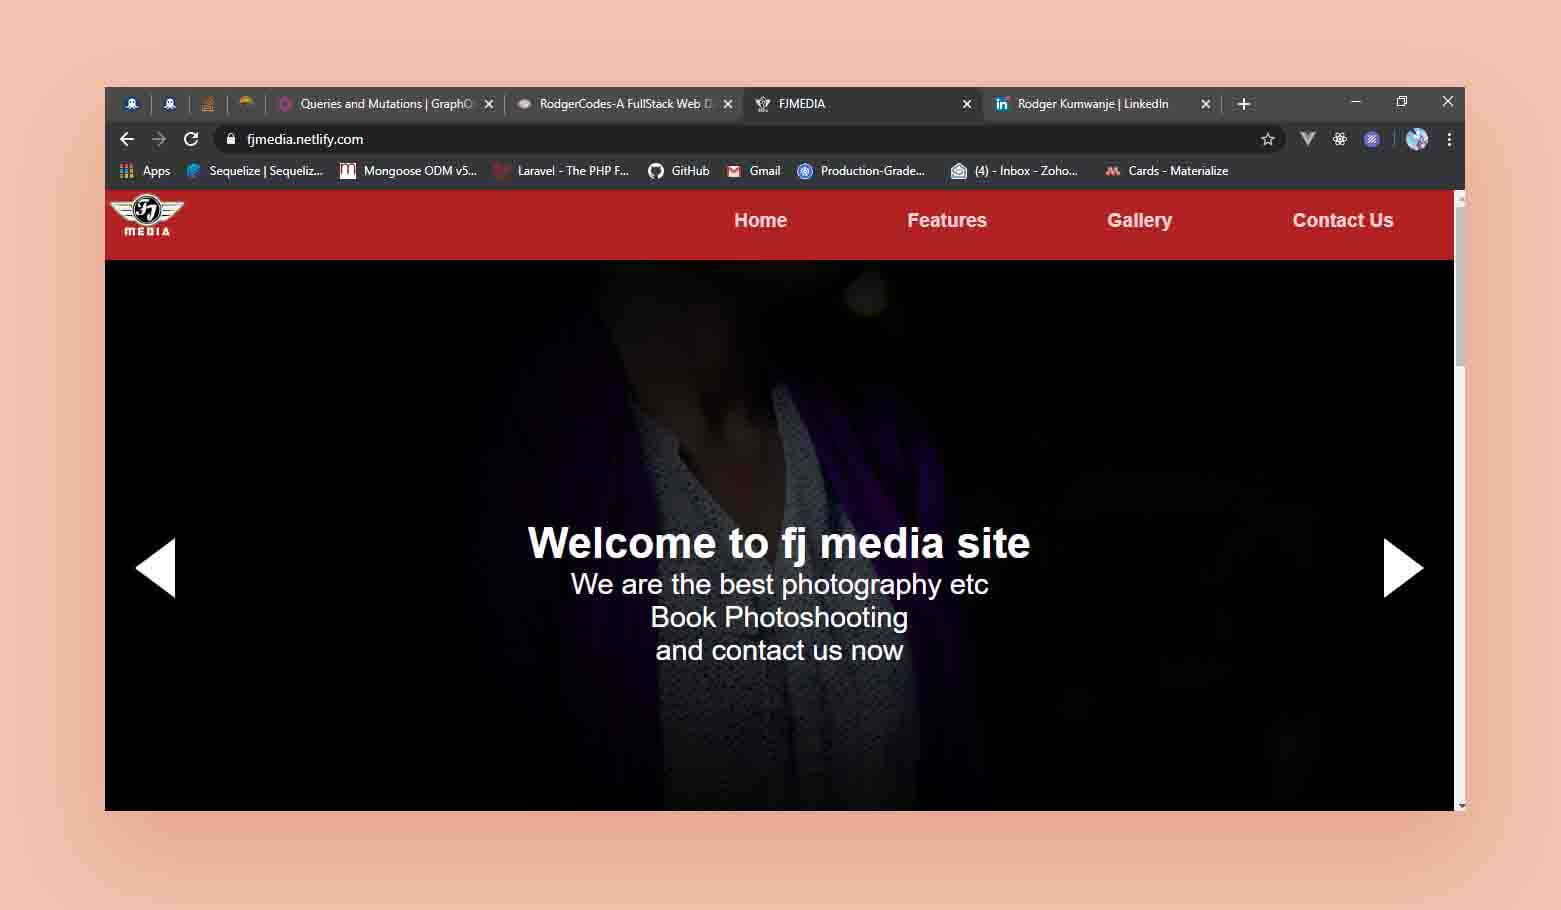 Queries and Mutations | GraphQ
RodgerCodes-A FullStack Web D
FJMEDIA
Rodger Kumwanje | LinkedIn
fjmedia.netlify.com
Apps
Sequelize | Sequeliz...
Mongoose ODM v5...
Laravel - The PHP F...
GitHub
Gmail
Production-Grade...
(4) - Inbox - Zoho...
Cards - Materialize
FJ
MEDIA
Home
Features
Gallery
Contact Us
Welcome to fj media site
We are the best photography etc
Book Photoshooting
and contact us now